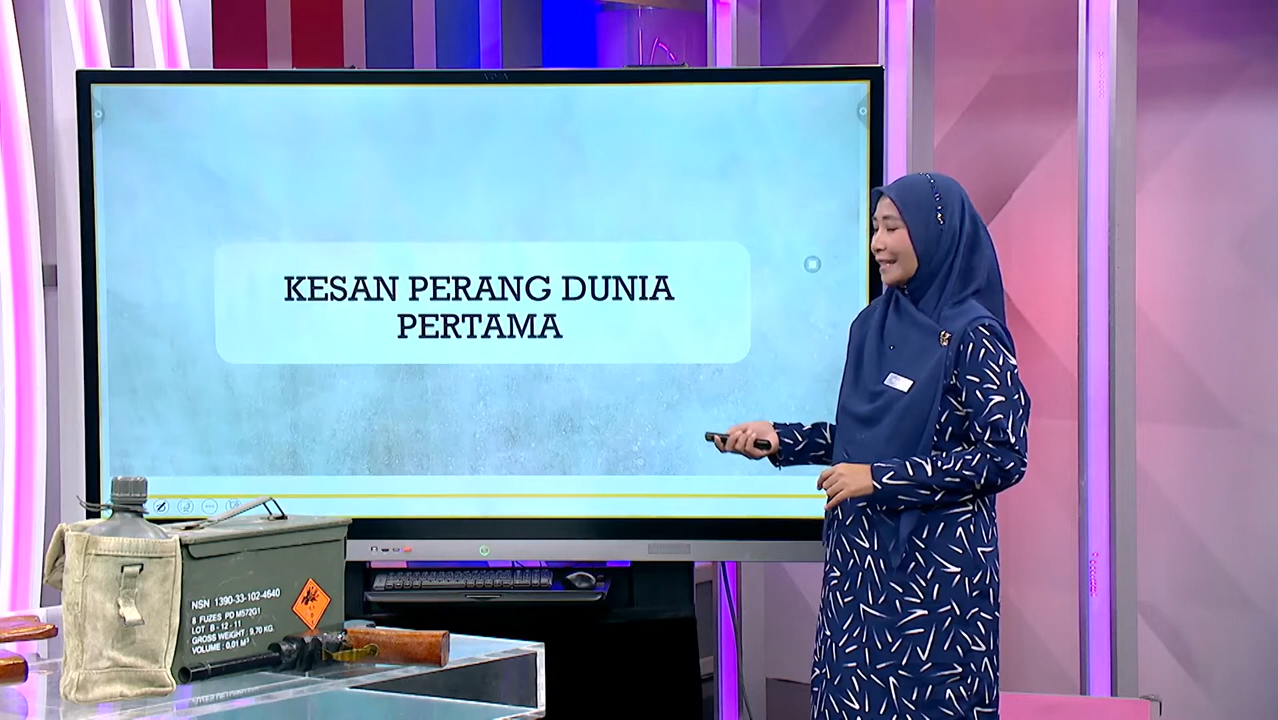 KESAN PERANG DUNIA
PERTAMA
NSN 1390-33-102-4640
8 FUZES PD M572G1
LOT : B - 12 - 11
GROSS WEIGHT : 9,70 KG.
VOLUME : 0,01 M³